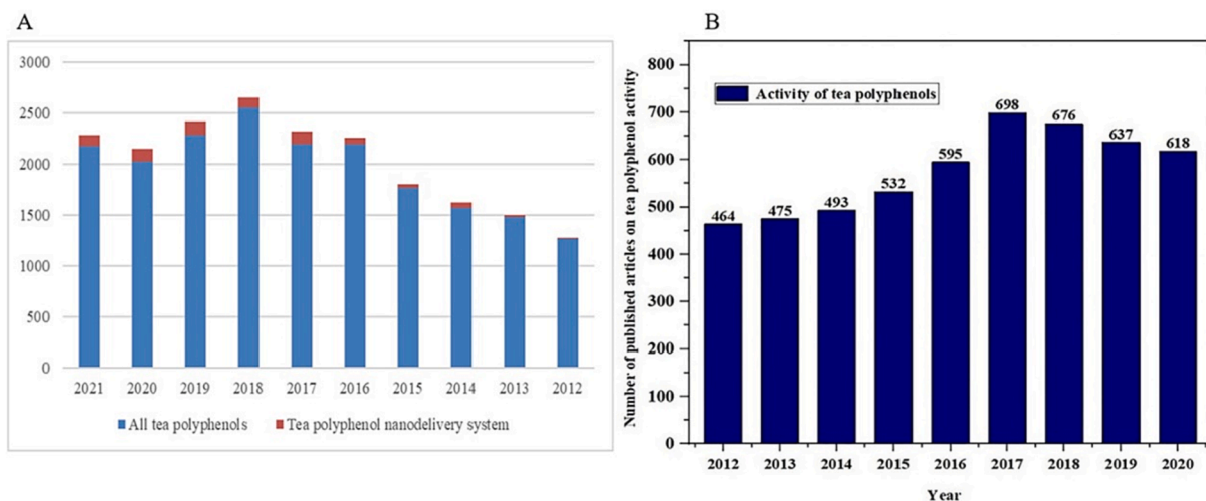 A
3000
2500
2000
1500
1000
500
0
2021 2020 2019 2018 2017 2016 2015 2014 2013 2012
All tea polyphenols Tea polyphenol nanodelivery system
B
Number of published articles on tea polyphenol activity
800
700
600
500
400
300
200
100
0
Activity of tea polyphenols
464 475 493 532 595 698 676 637 618
2012 2013 2014 2015 2016 2017 2018 2019 2020
Year